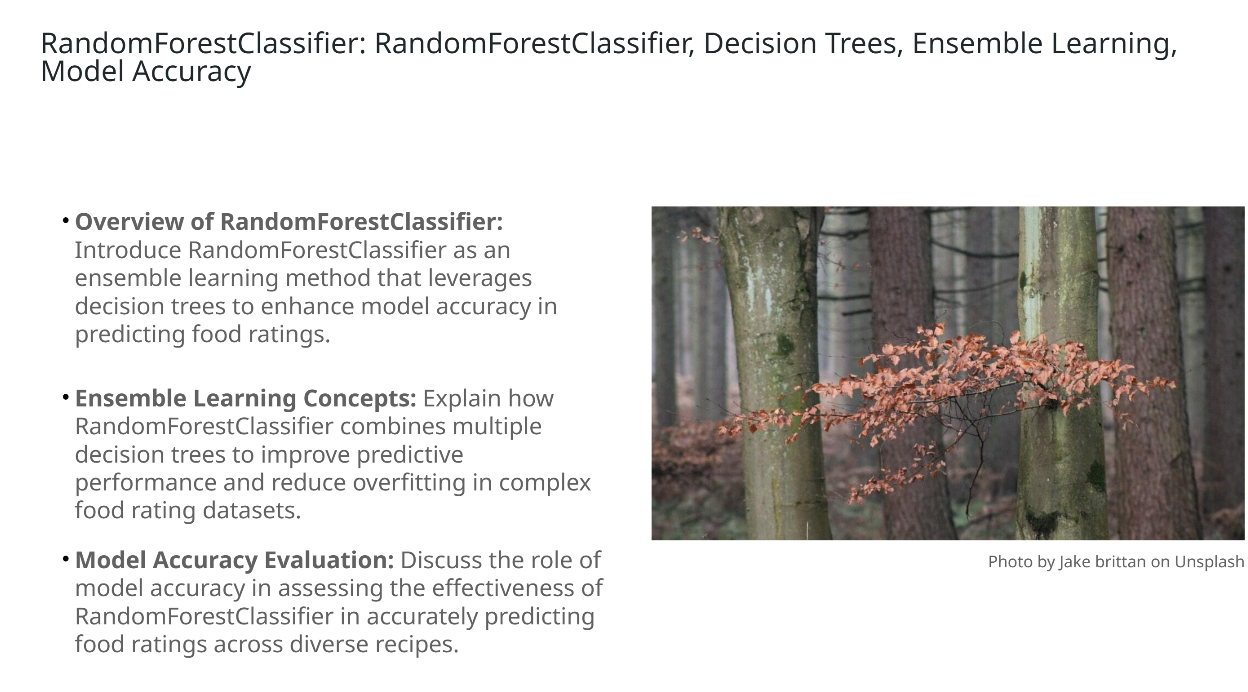 RandomForestClassifier: RandomForestClassifier, Decision Trees, Ensemble Learning,
Model Accuracy
• Overview of RandomForestClassifier:
Introduce RandomForestClassifier as an
ensemble learning method that leverages
decision trees to enhance model accuracy in
predicting food ratings.
• Ensemble Learning Concepts: Explain how
RandomForestClassifier combines multiple
decision trees to improve predictive
performance and reduce overfitting in complex
food rating datasets.
• Model Accuracy Evaluation: Discuss the role of
model accuracy in assessing the effectiveness of
RandomForestClassifier in accurately predicting
food ratings across diverse recipes.
Photo by Jake brittan on Unsplash